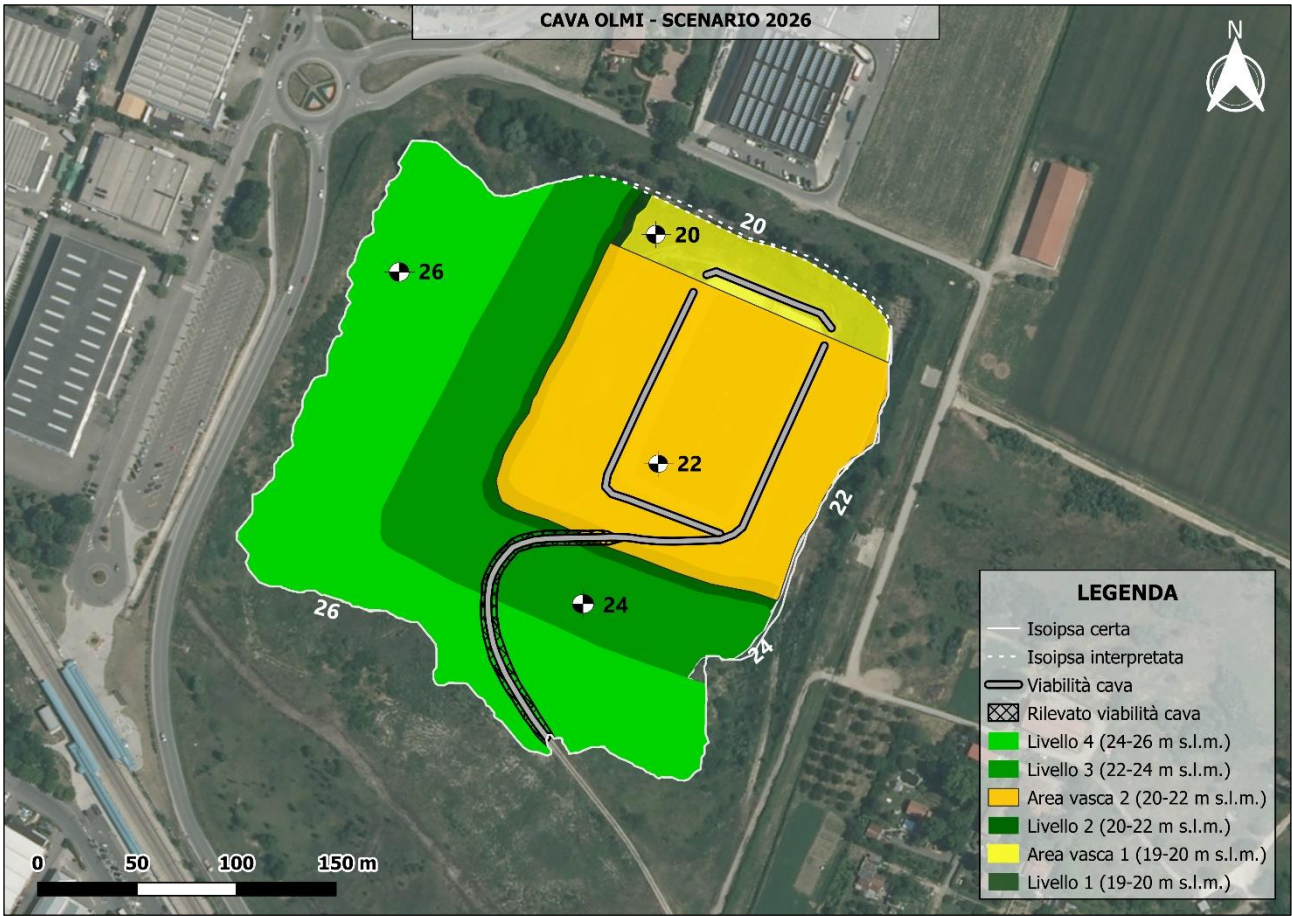 CAVA OLMI - SCENARIO 2026
N
20
20
26
22
22
24
26
24
LEGENDA
Isoipsa certa
Isoipsa interpretata
Viabilità cava
Rilevato viabilità cava
Livello 4 (24-26 m s.l.m.)
Livello 3 (22-24 m s.l.m.)
Area vasca 2 (20-22 m s.l.m.)
Livello 2 (20-22 m s.l.m.)
Area vasca 1 (19-20 m s.l.m.)
Livello 1 (19-20 m s.l.m.)
0 50 100 150 m